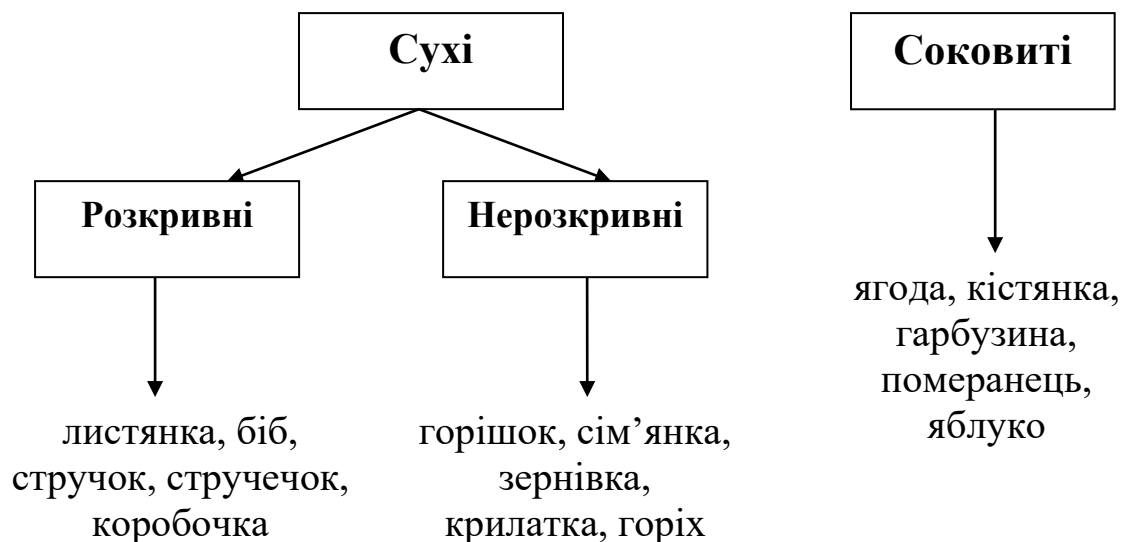 Сухі
Соковиті
Розкривні
Нерозкривні
листянка, біб,
стручок, стручечок,
коробочка
горішок, сім’янка,
зернівка,
крилатка, горіх
ягода, кістянка,
гарбузина,
померанець,
яблуко